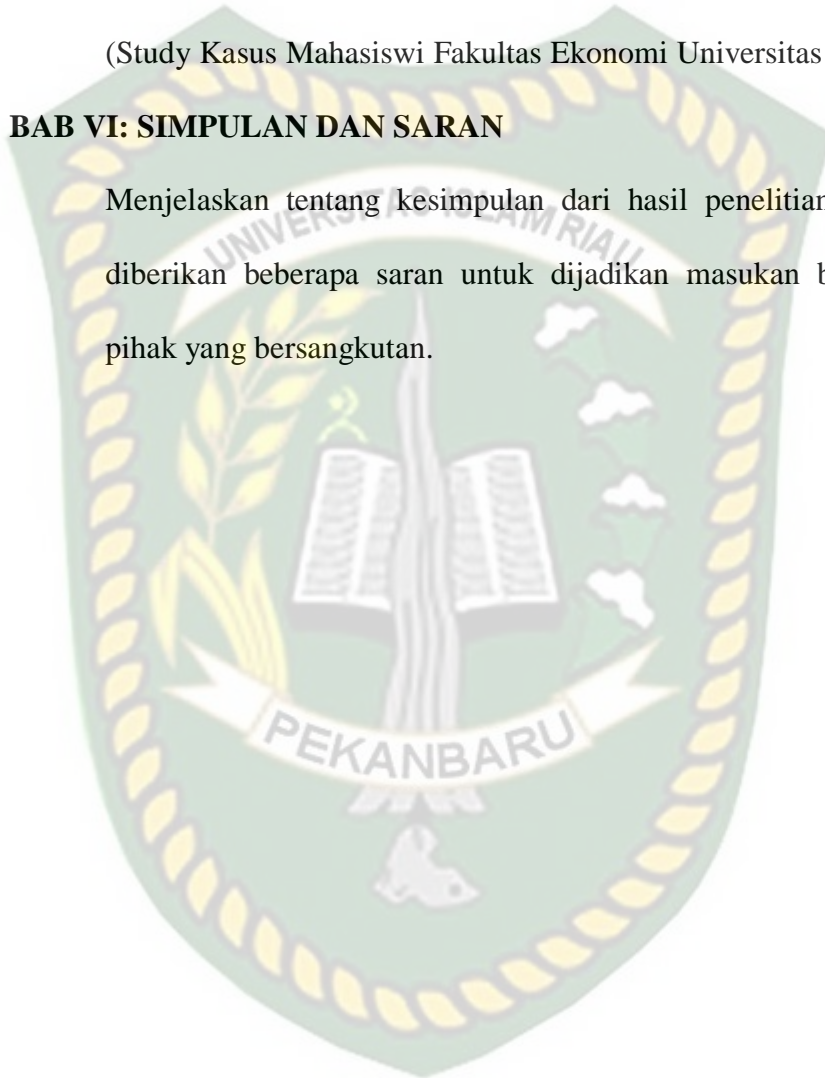 (Study Kasus Mahasiswi Fakultas Ekonomi Universitas
BAB VI: SIMPULAN DAN SARAN
Menjelaskan tentang kesimpulan dari hasil penelitian
UNIVERSITAS ISLAM RIAU
diberikan beberapa saran untuk dijadikan masukan b
pihak yang bersangkutan.
PEKANBARU